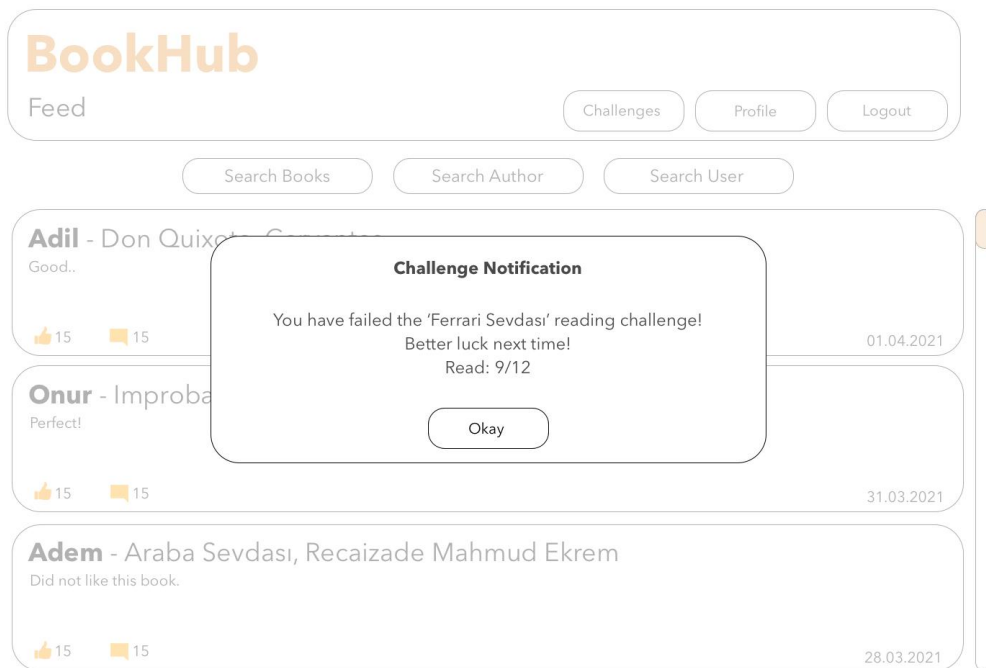 BookHub
Feed
Challenges
Profile
Logout
Search Books
Search Author
Search User
Adil - Don Quixote, Cervantes
Good..
15
15
01.04.2021
Challenge Notification
You have failed the ‘Ferrari Sevdası’ reading challenge!
Better luck next time!
Read: 9/12
Okay
Onur -
Perfect!
15
15
31.03.2021
Adem - Araba Sevdası, Recaizade Mahmud Ekrem
Did not like this book.
15
15
28.03.2021